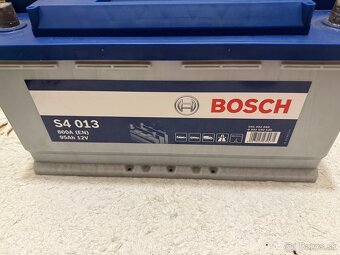 BOSCH
S4 013
800A (EN)
95Ah 12V